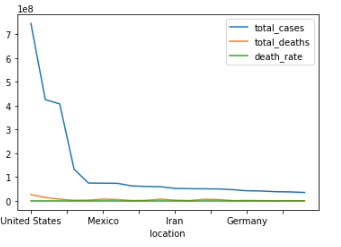 1e8
total_cases
total_deaths
death_rate
7
6
5
4
3
2
1
0
United States Mexico Iran Germany
location